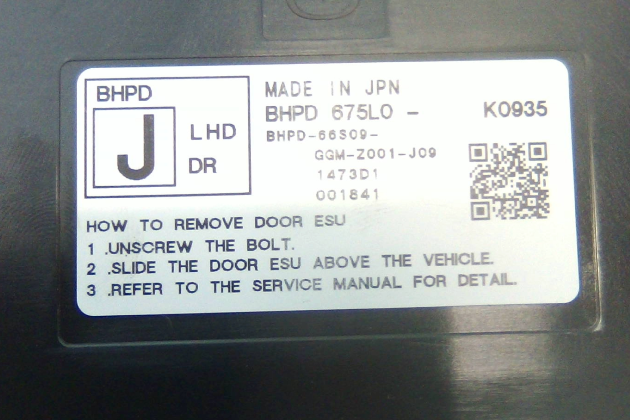 BHPD
J
LHD
DR
MADE IN JPN
BHPD 675L0 - K0935
BHPD-66S09-
GGM-Z001-J09
1473D1
001841
HOW TO REMOVE DOOR ESU
1 .UNSCREW THE BOLT.
2 .SLIDE THE DOOR ESU ABOVE THE VEHICLE.
3 .REFER TO THE SERVICE MANUAL FOR DETAIL.